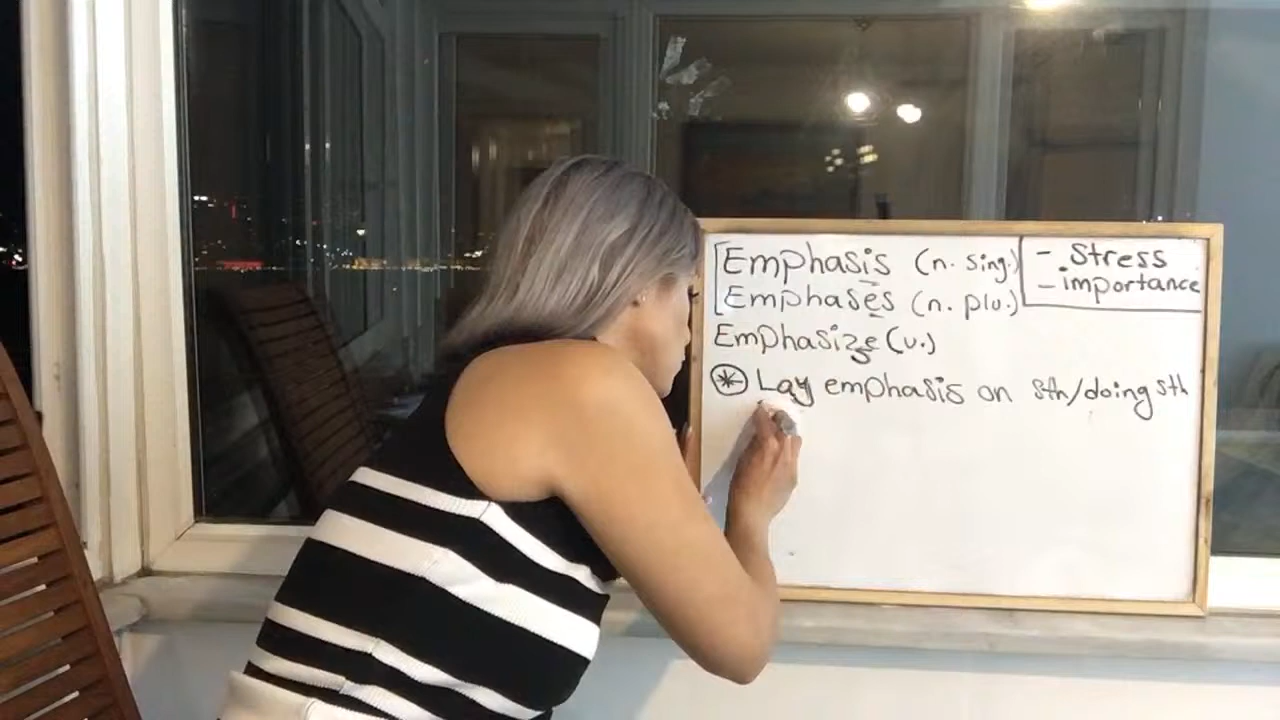 Emphasis (n. sing.)
- Stress
- importance
Emphases (n. plu.)
Emphasize (v.)
* Lay emphasis on sth/doing sth